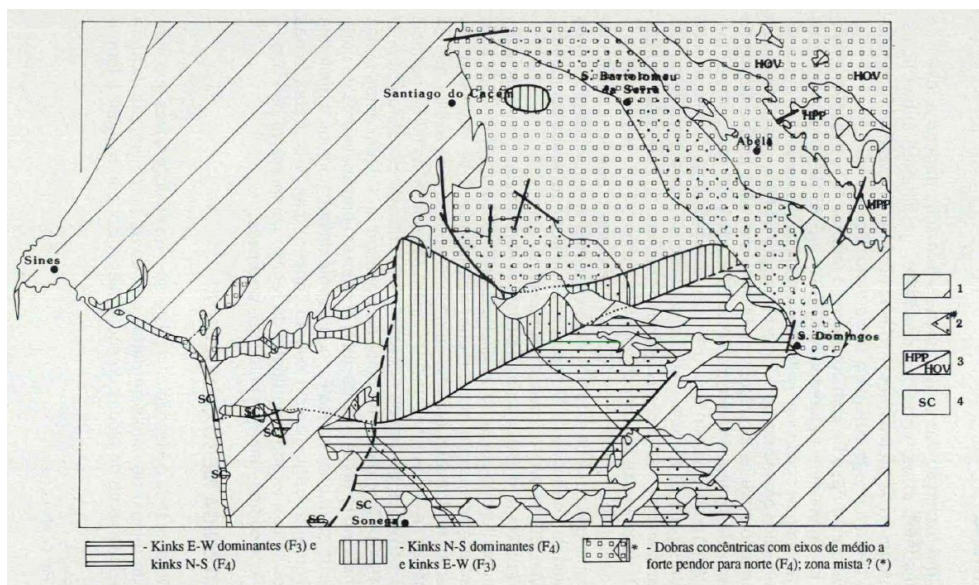 HOV
S. Bartolomeu
da Serra
HOV
Santiago do Cacém
HPP
Abela
HPP
Sines
1
2
S. Domingos
HPP
HOV
3
SC
SC
SC
SC
4
SC
SC
SC
Sonega
- Kinks E-W dominantes (F3) e
kinks N-S (F4)
- Kinks N-S dominantes (F4)
e kinks E-W (F3)
* - Dobras concêntricas com eixos de médio a
forte pendor para norte (F4); zona mista ? (*)